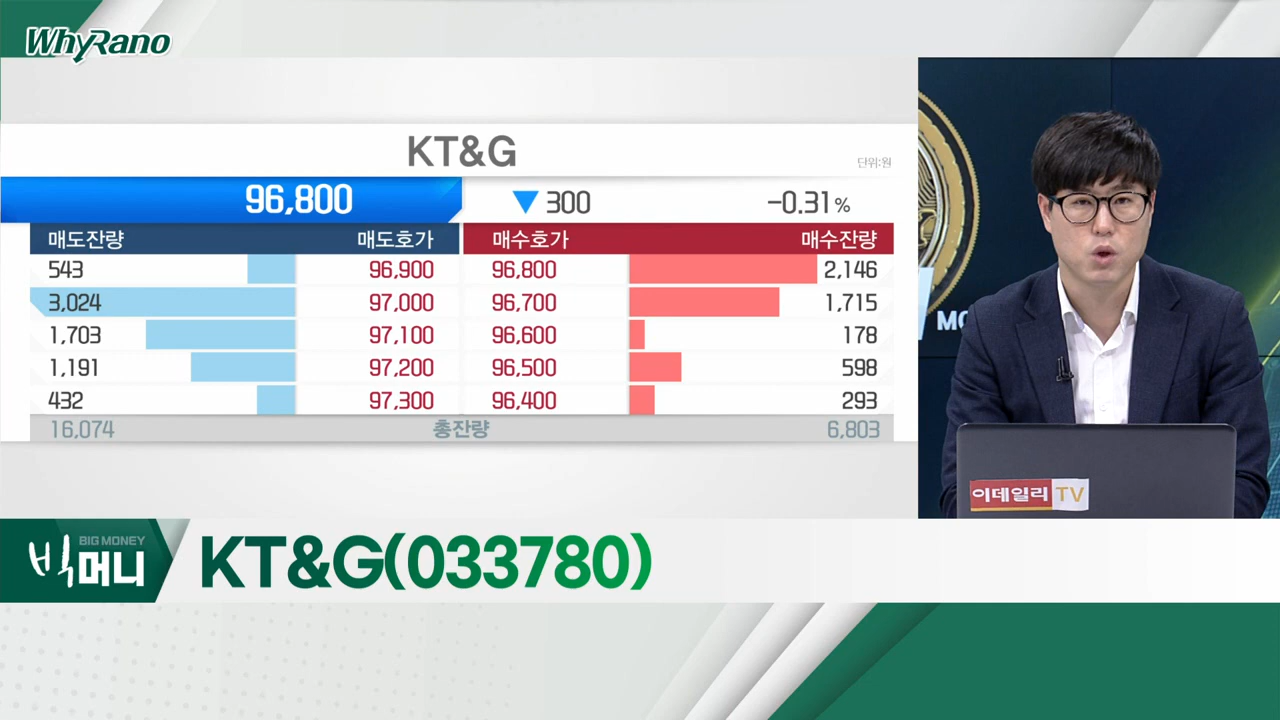 WhyRano
KT&G
단위:원
96,800 ▼ 300 -0.31%
매도잔량 매도호가 매수호가 매수잔량
543 96,900 96,800 2,146
3,024 97,000 96,700 1,715
1,703 97,100 96,600 178
1,191 97,200 96,500 598
432 97,300 96,400 293
16,074 총잔량 6,803
이데일리TV
BIG MONEY
빅머니
KT&G(033780)